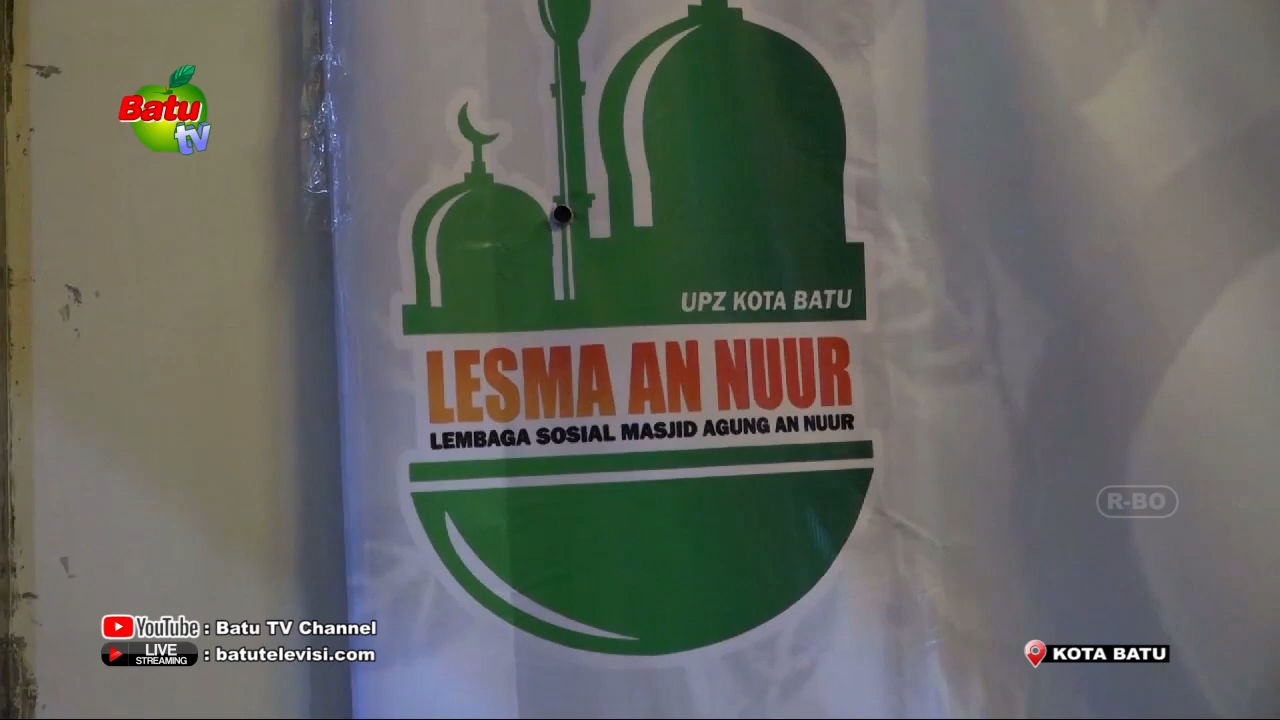 Batu
tv
UPZ KOTA BATU
LESMA AN NUUR
LEMBAGA SOSIAL MASJID AGUNG AN NUUR
R-BO
YouTube : Batu TV Channel
LIVE STREAMING : batutelevisi.com
KOTA BATU